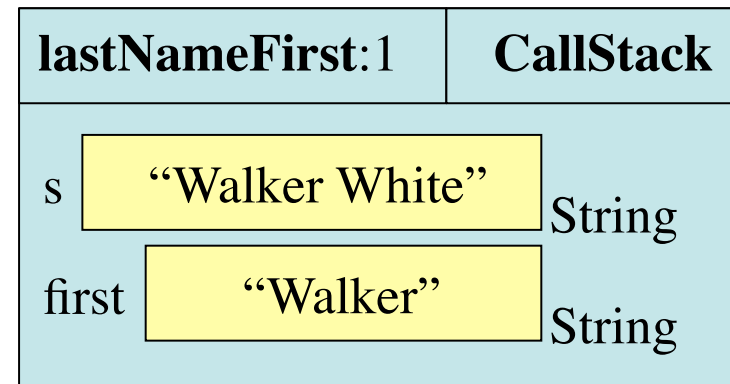 lastNameFirst:1 CallStack
s “Walker White” String
first “Walker” String